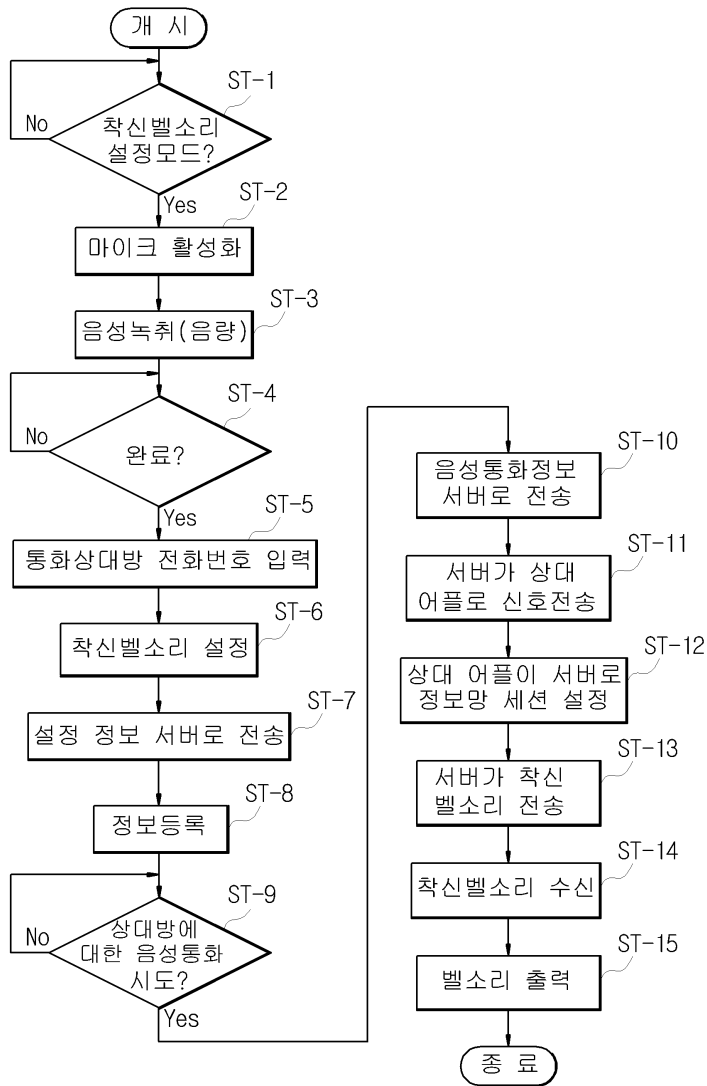 개 시
ST-1
No
착신벨소리
설정모드?
Yes
ST-2
마이크 활성화
ST-3
음성녹취(음량)
ST-4
No
완료?
Yes
ST-5
통화상대방 전화번호 입력
ST-6
착신벨소리 설정
ST-7
설정 정보 서버로 전송
ST-8
정보등록
ST-9
No
상대방에
대한 음성통화
시도?
Yes
ST-10
음성통화정보
서버로 전송
ST-11
서버가 상대
어플로 신호전송
ST-12
상대 어플이 서버로
정보망 세션 설정
ST-13
서버가 착신
벨소리 전송
ST-14
착신벨소리 수신
ST-15
벨소리 출력
종 료